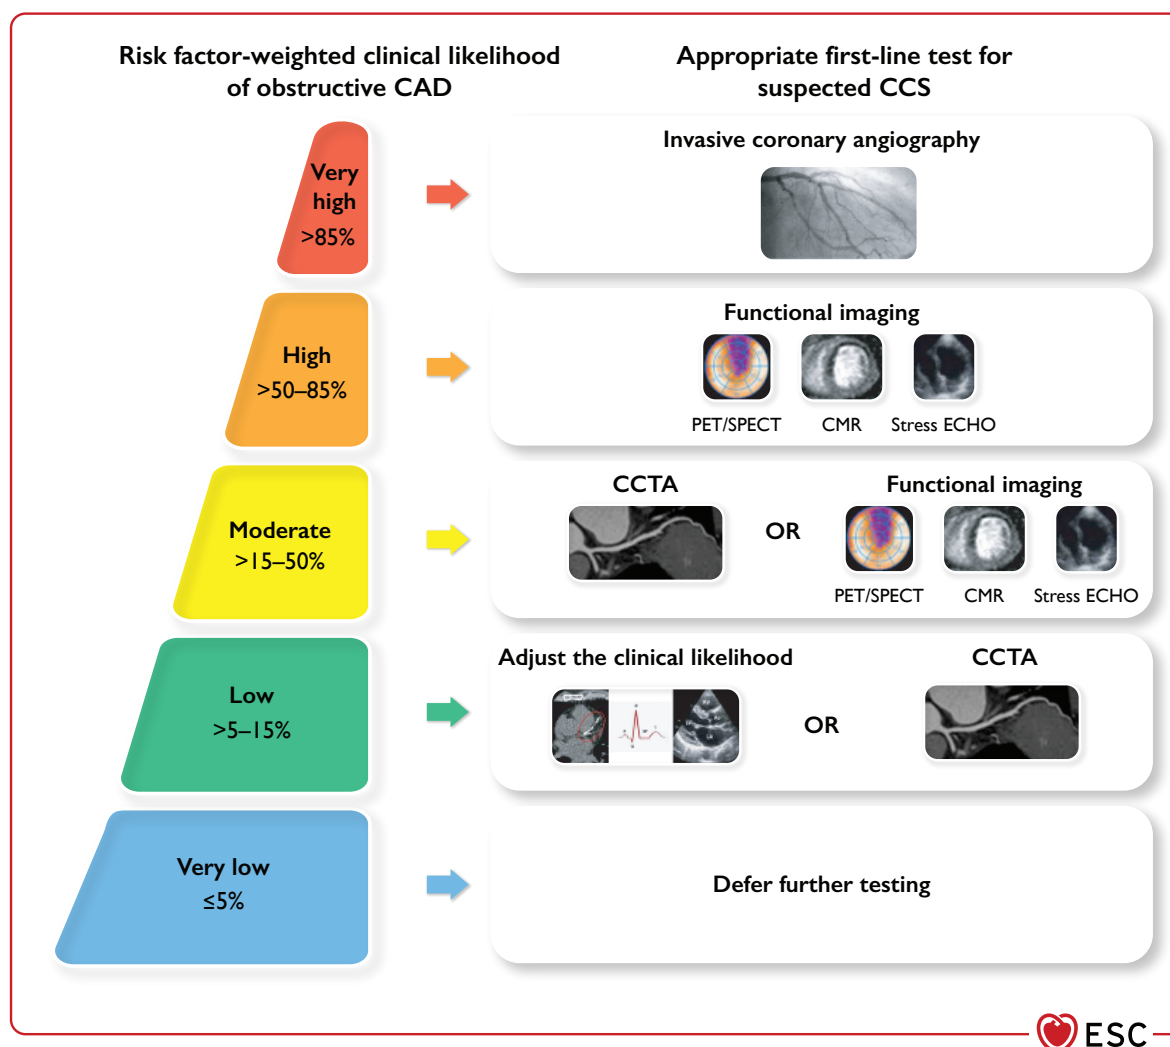 Risk factor-weighted clinical likelihood
of obstructive CAD
Appropriate first-line test for
suspected CCS
Very
high
>85%
Invasive coronary angiography
High
>50–85%
Functional imaging
PET/SPECT
CMR
Stress ECHO
Moderate
>15–50%
CCTA
OR
Functional imaging
PET/SPECT
CMR
Stress ECHO
Low
>5–15%
Adjust the clinical likelihood
OR
CCTA
Very low
≤5%
Defer further testing
ESC